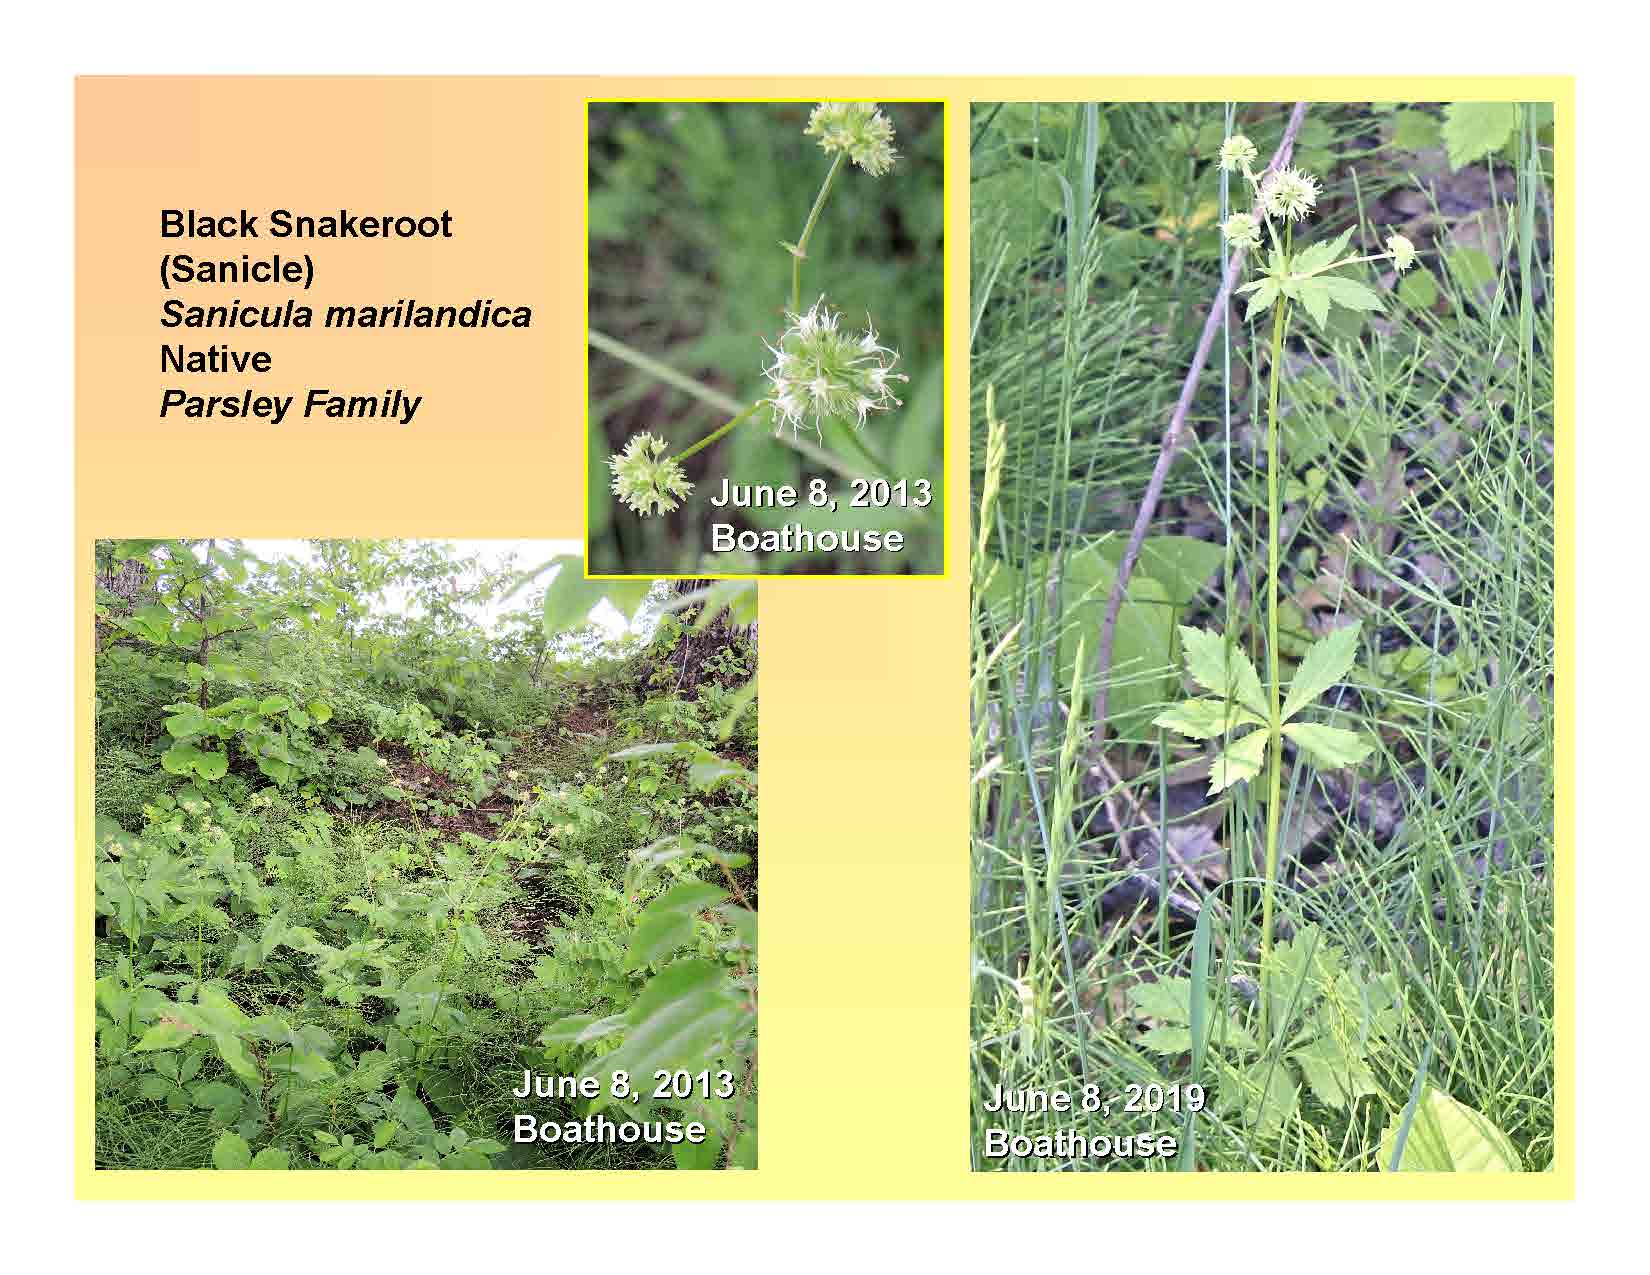 Black Snakeroot
(Sanicle)
Sanicula marilandica
Native
Parsley Family
June 8, 2013
Boathouse
June 8, 2013
Boathouse
June 8, 2019
Boathouse